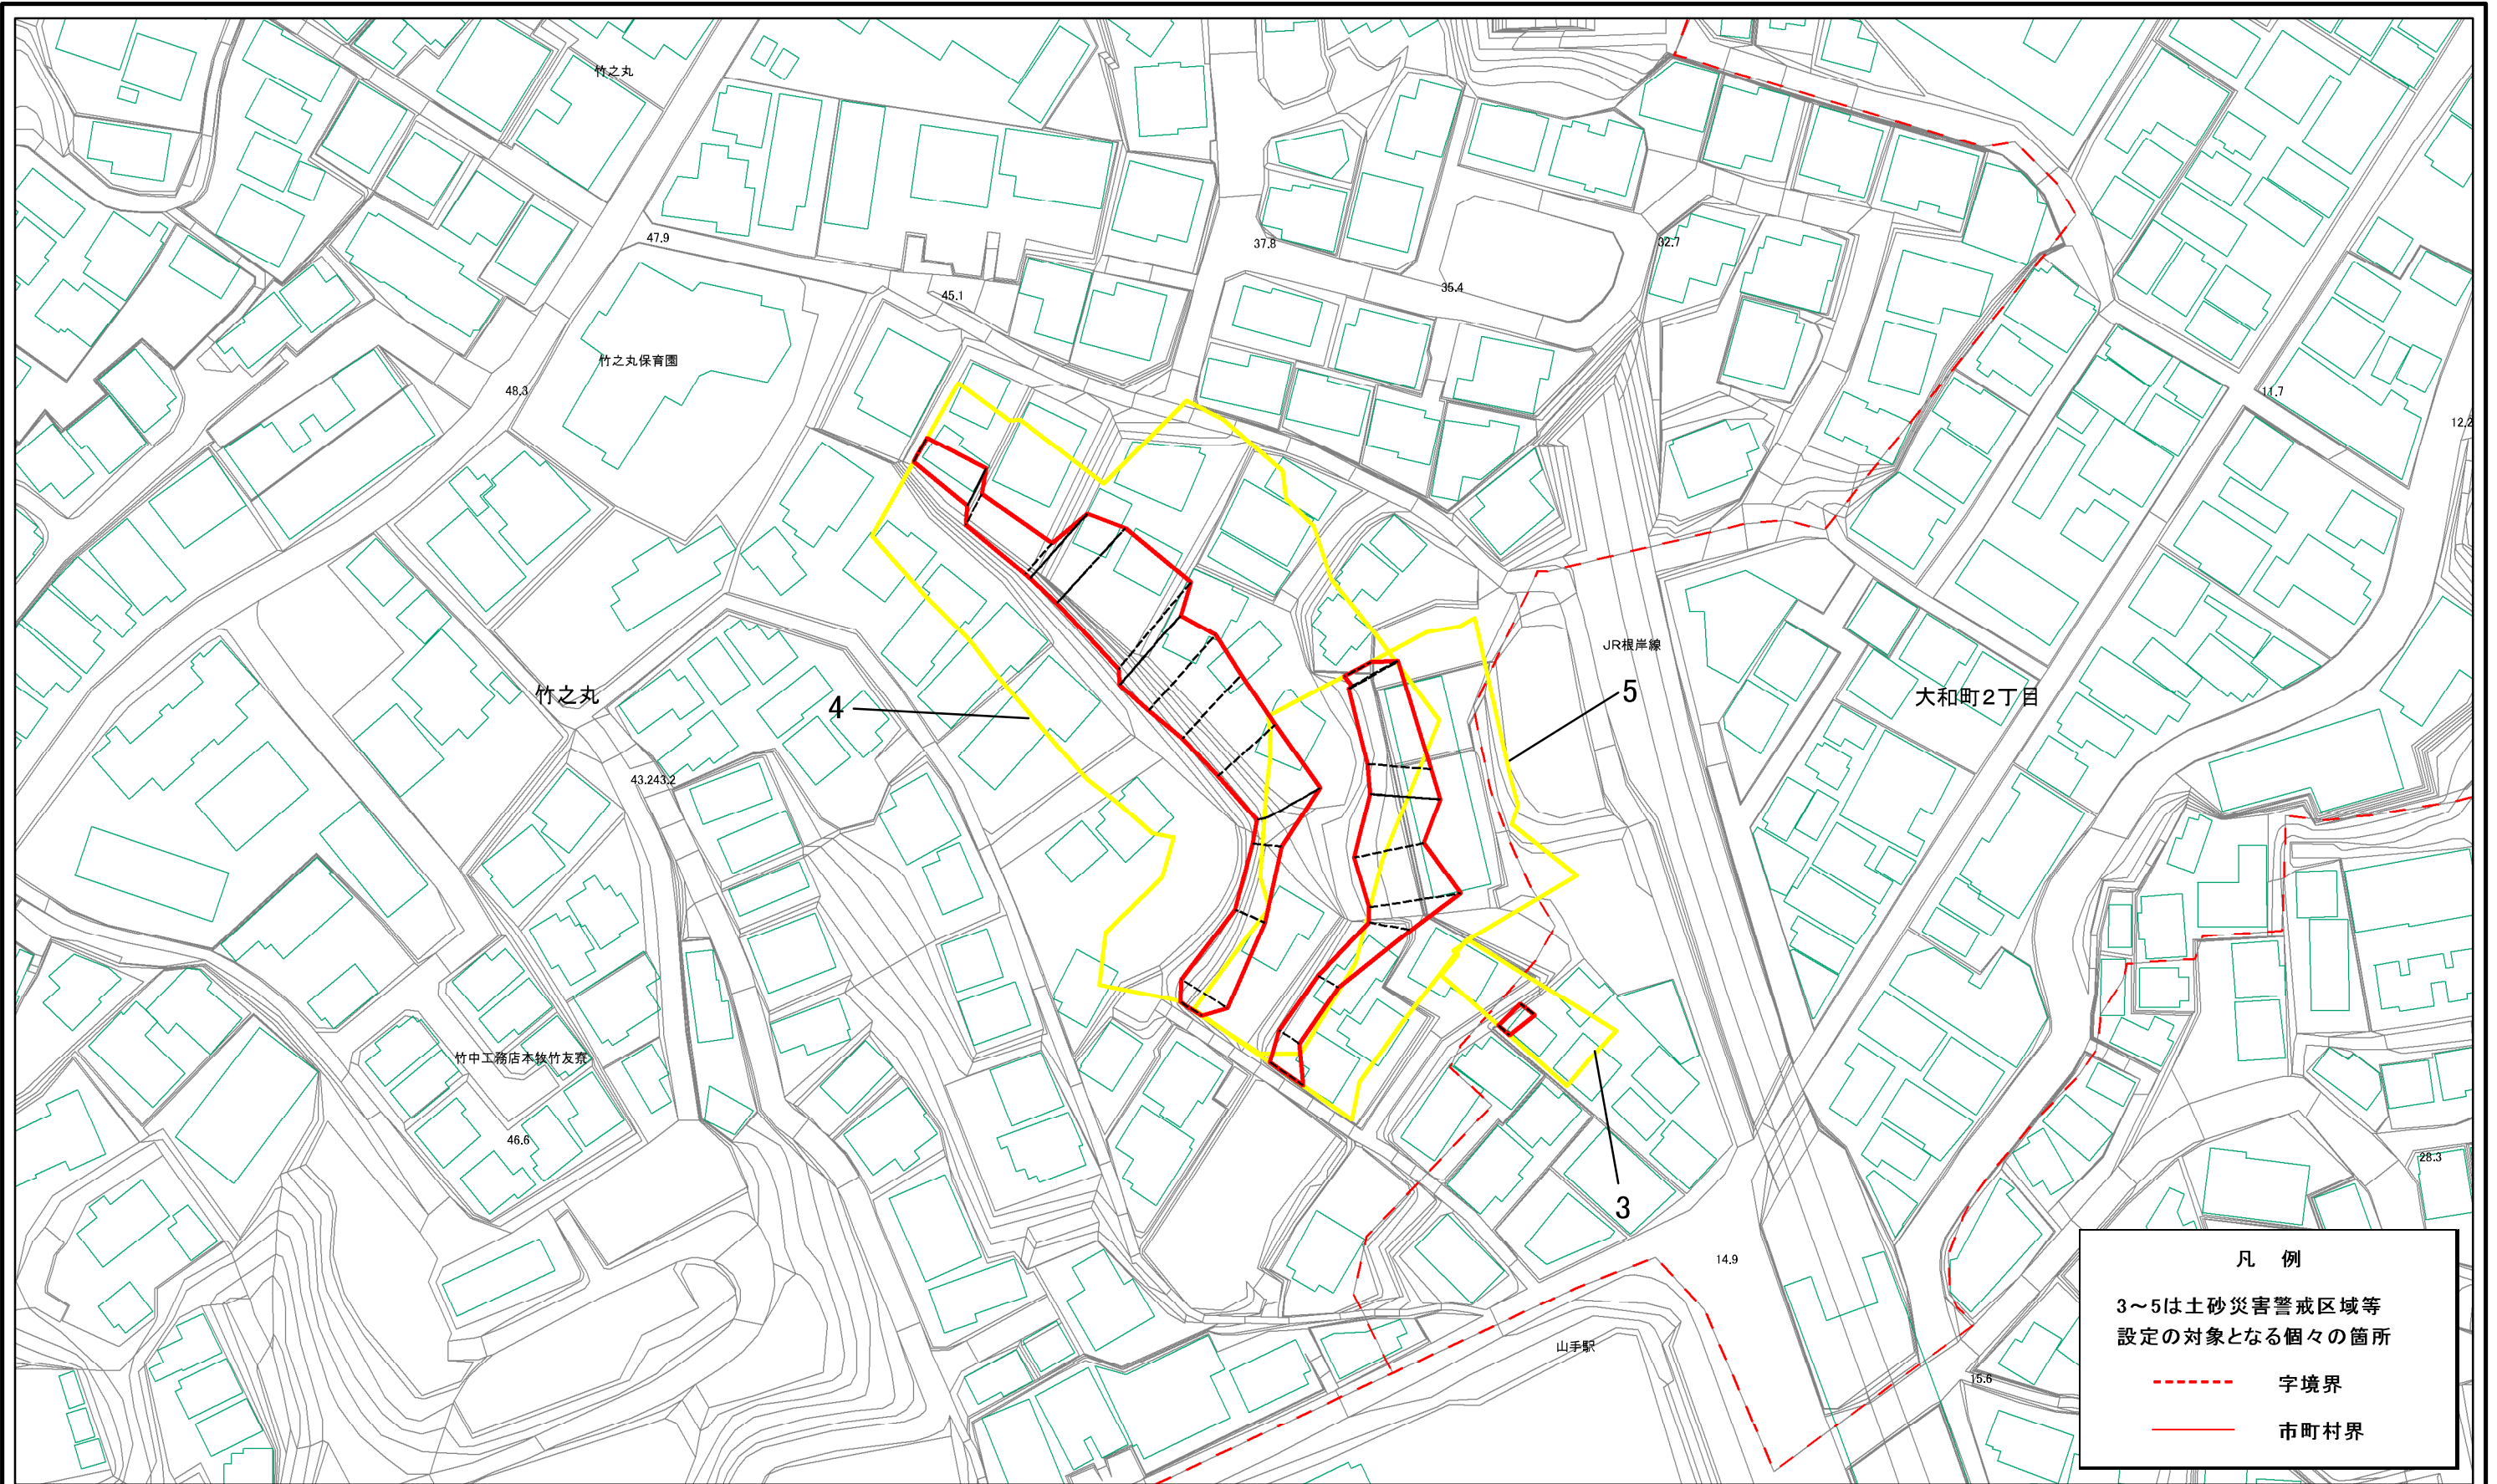 竹之丸
47.9
37.8
32.7
45.1
35.4
竹之丸保育園
48.3
11.7
12.2
JR根岸線
竹之丸
4
5
大和町2丁目
43.243.2
竹中工務店本牧竹友寮
46.6
3
28.3
14.9
山手駅
15.6
凡 例
3～5は土砂災害警戒区域等
設定の対象となる個々の箇所
字境界
市町村界